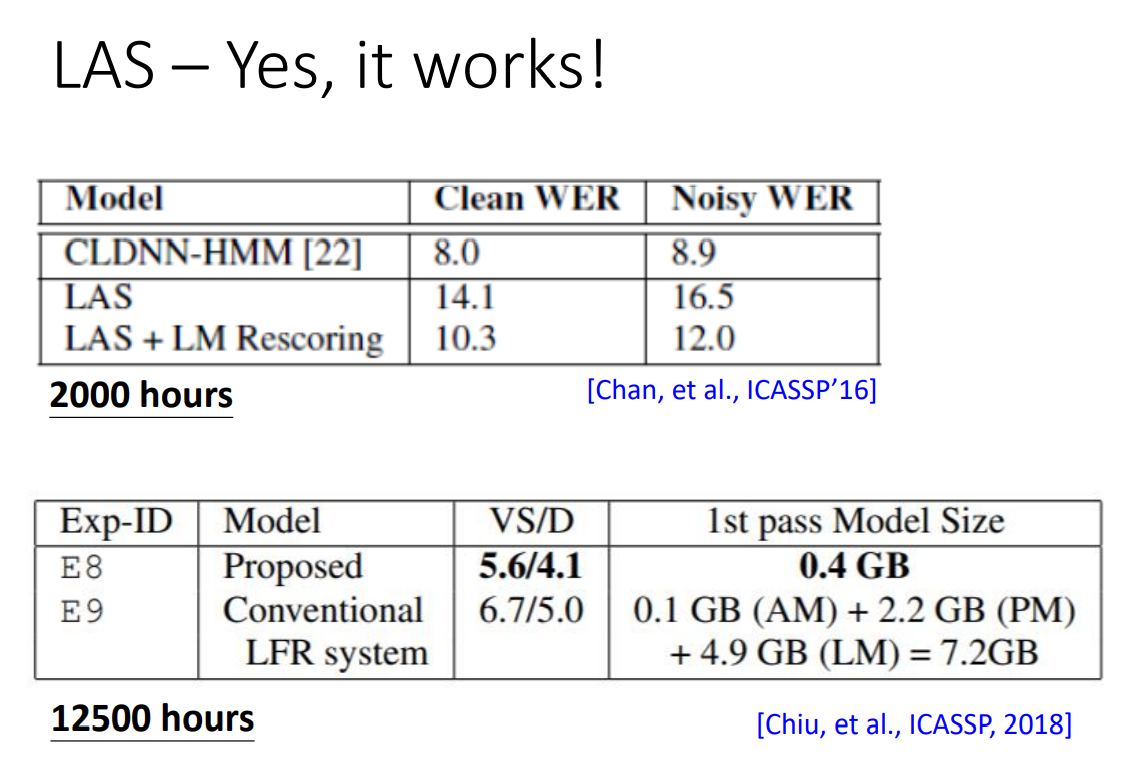 LAS – Yes, it works!
Model Clean WER Noisy WER
CLDNN-HMM [22] 8.0 8.9
LAS 14.1 16.5
LAS + LM Rescoring 10.3 12.0
2000 hours [Chan, et al., ICASSP’16]
Exp-ID Model VS/D 1st pass Model Size
E8 Proposed 5.6/4.1 0.4 GB
E9 Conventional 6.7/5.0 0.1 GB (AM) + 2.2 GB (PM)
LFR system + 4.9 GB (LM) = 7.2GB
12500 hours [Chiu, et al., ICASSP, 2018]